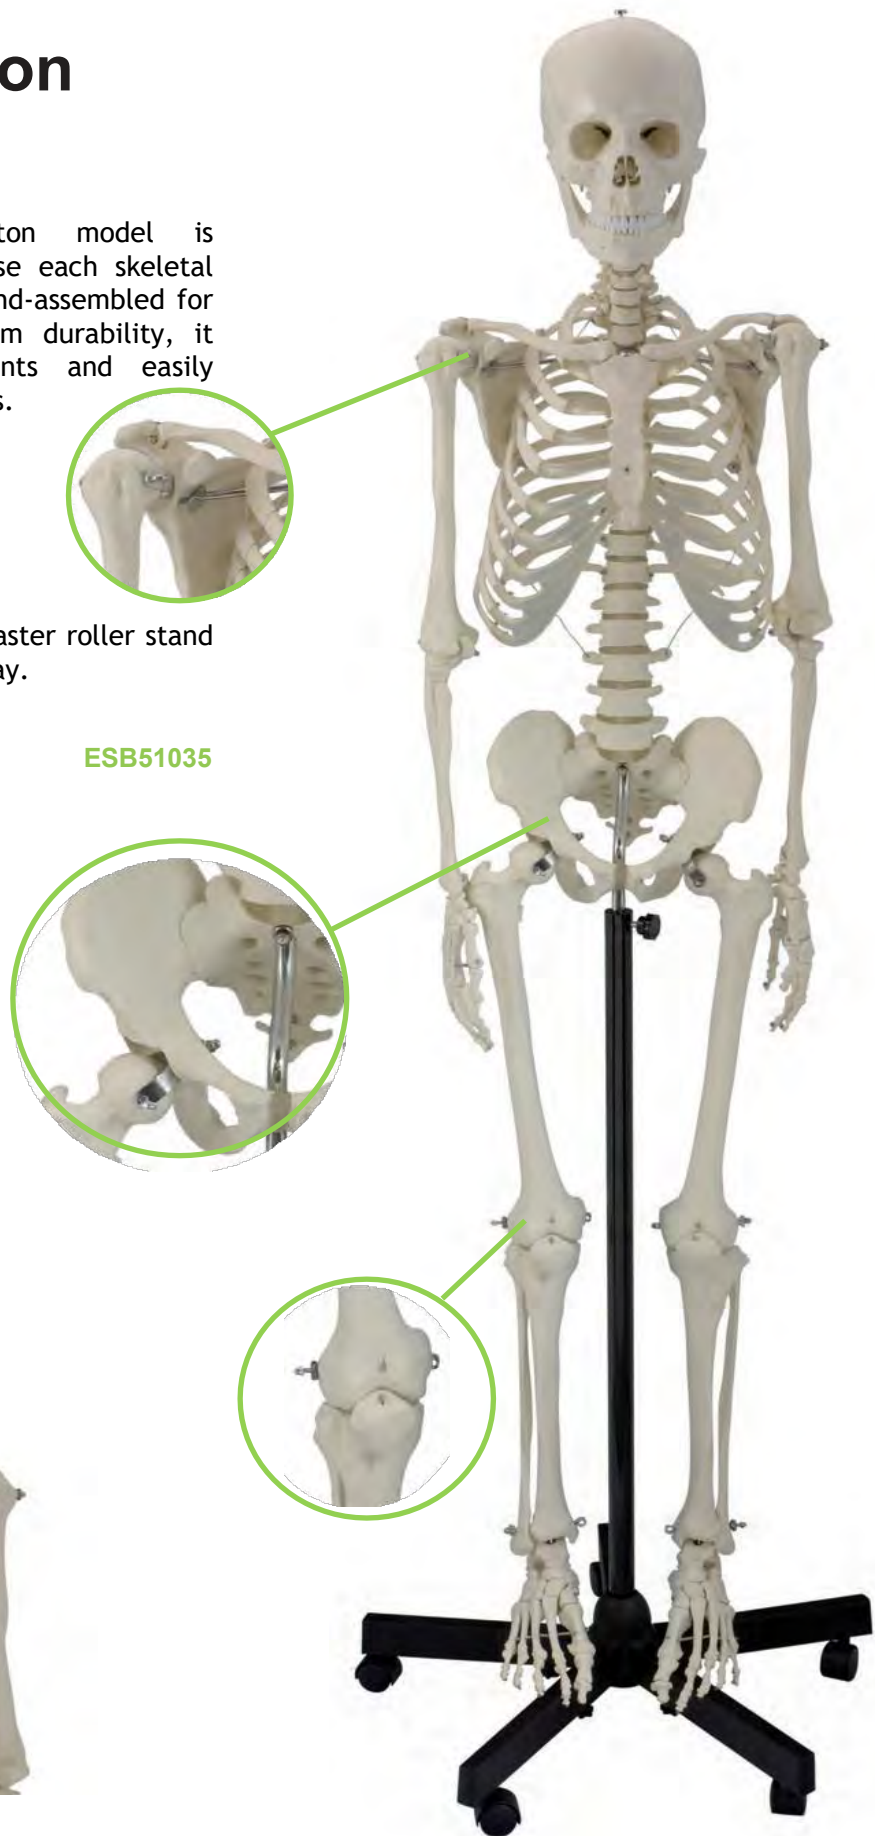 on
ton model is
se each skeletal
nd-assembled for
m durability, it
nts and easily
s.
aster roller stand
ay.
ESB51035